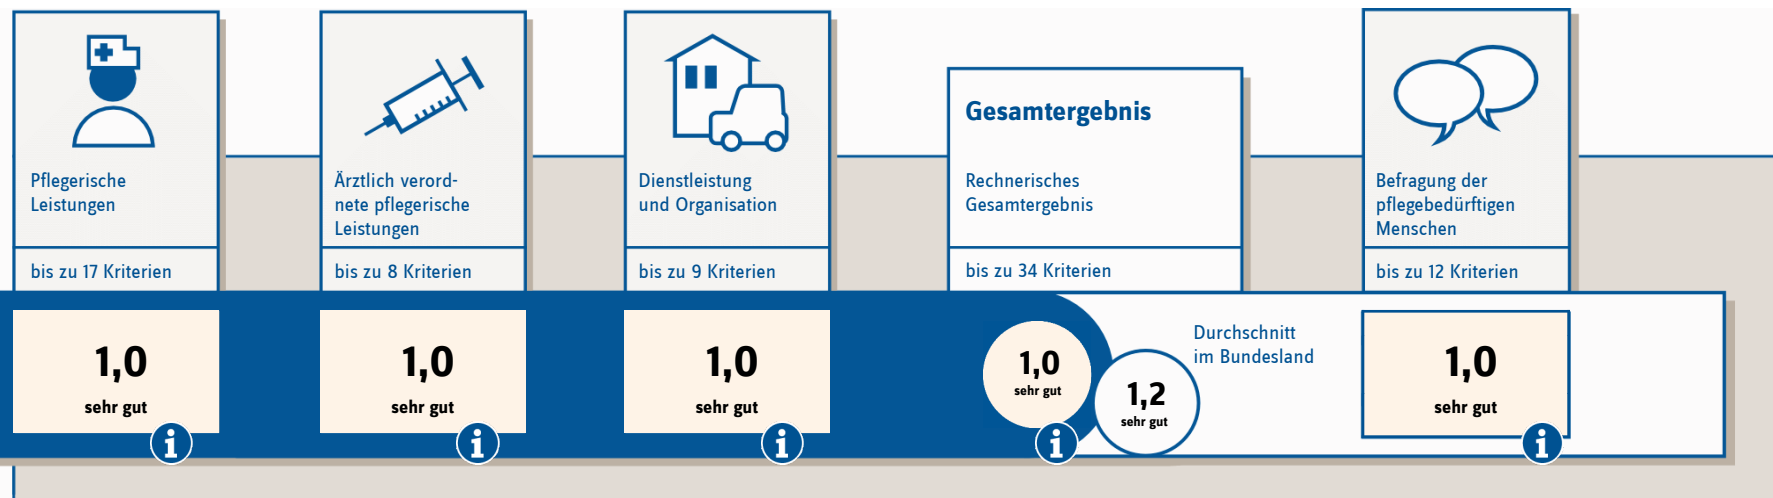 Pflegerische
Leistungen
bis zu 17 Kriterien
1,0
sehr gut
i
Ärztlich verord-
nete pflegerische
Leistungen
bis zu 8 Kriterien
1,0
sehr gut
i
Dienstleistung
und Organisation
bis zu 9 Kriterien
1,0
sehr gut
i
Gesamtergebnis
Rechnerisches
Gesamtergebnis
bis zu 34 Kriterien
1,0
sehr gut
i
1,2
sehr gut
Durchschnitt
im Bundesland
Befragung der
pflegebedürftigen
Menschen
bis zu 12 Kriterien
1,0
sehr gut
i